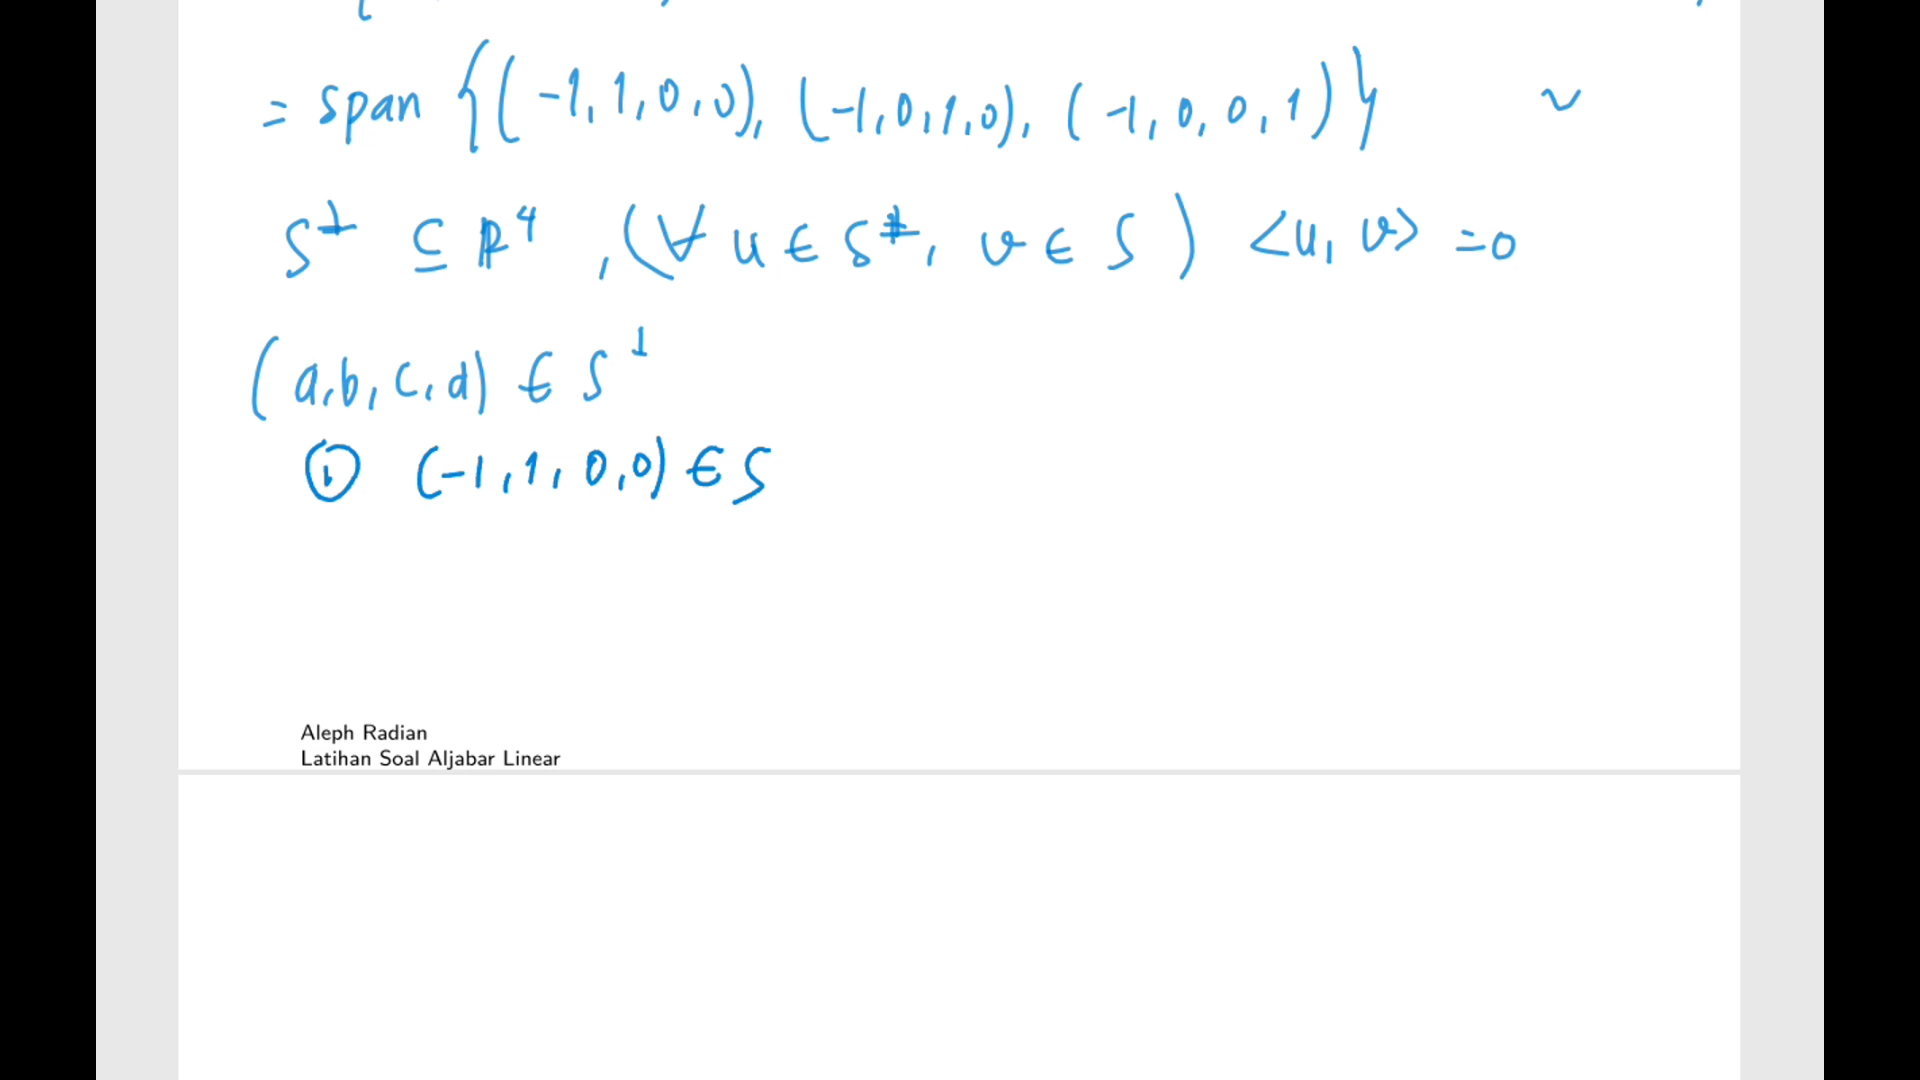 = span {(-1,1,0,0), (-1,0,1,0), (-1,0,0,1)} ~
S^⊥ ⊆ ℝ^4, (∀ u ∈ S^⊥, v ∈ S) <u, v> = 0
(a,b,c,d) ∈ S^⊥
① (-1,1,0,0) ∈ S
Aleph Radian
Latihan Soal Aljabar Linear